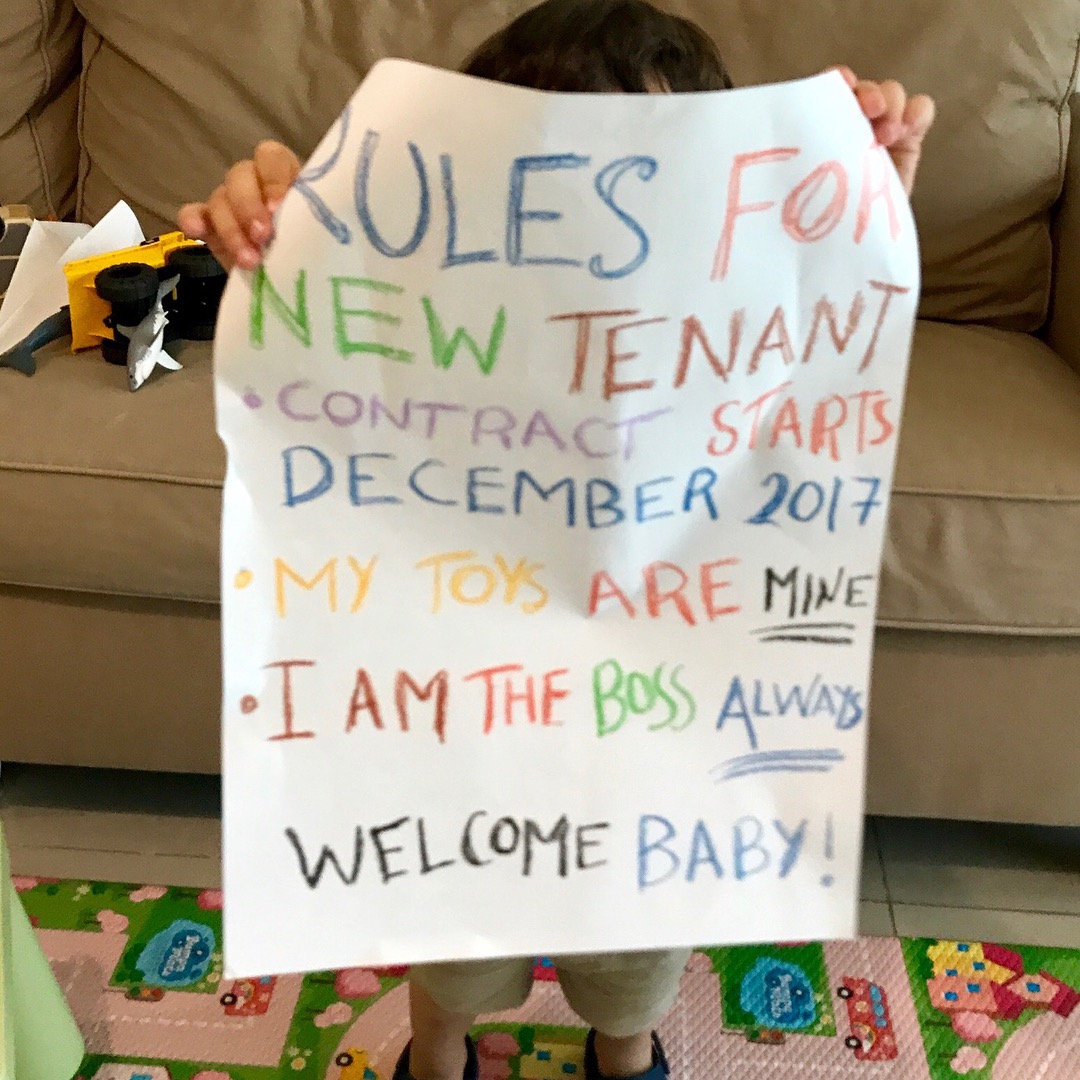 RULES FOR
NEW TENANT
• CONTRACT STARTS
DECEMBER 2017
• MY TOYS ARE MINE
• I AM THE BOSS ALWAYS
WELCOME BABY!